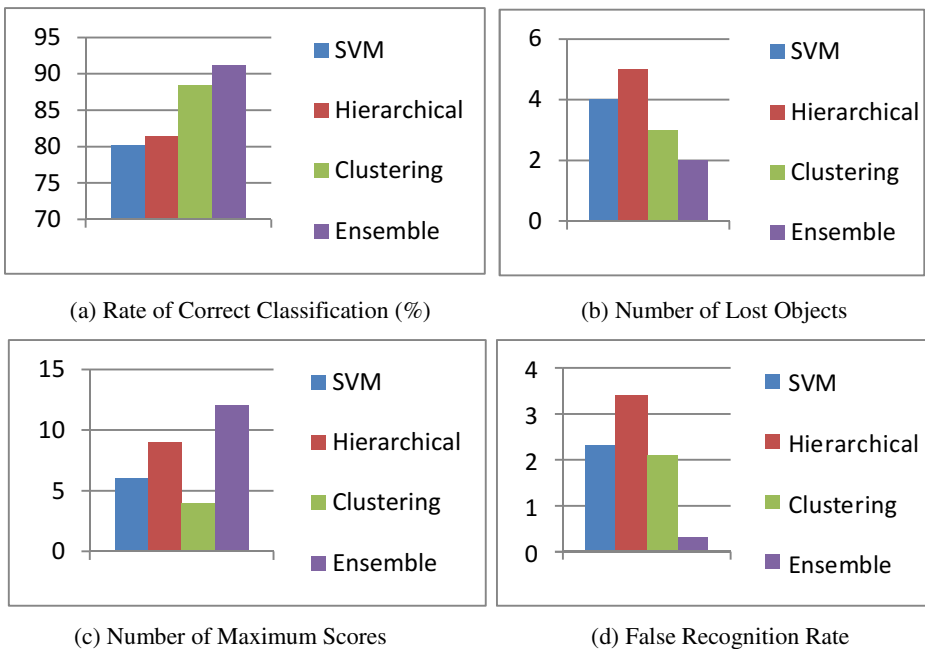 95
90
85
80
75
70
SVM
Hierarchical
Clustering
Ensemble
(a) Rate of Correct Classification (%)
6
4
2
0
SVM
Hierarchical
Clustering
Ensemble
(b) Number of Lost Objects
15
10
5
0
SVM
Hierarchical
Clustering
Ensemble
(c) Number of Maximum Scores
4
3
2
1
0
SVM
Hierarchical
Clustering
Ensemble
(d) False Recognition Rate